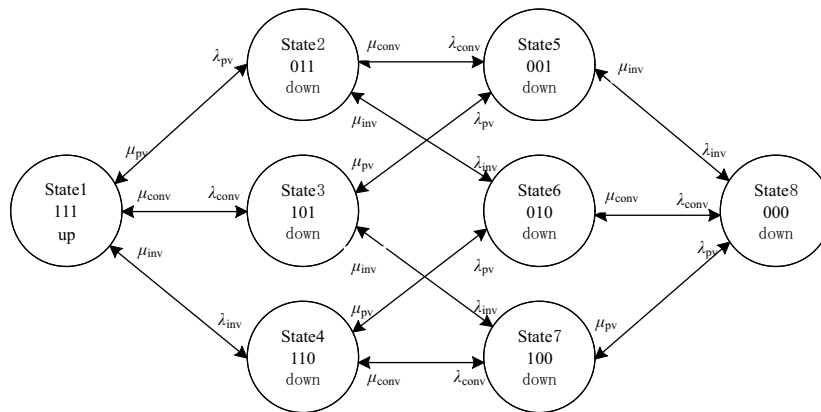 State2
011
down
State5
001
down
λpv
μconv
λconv
μinv
μinv
λpv
μpv
μpv
λinv
λinv
State1
111
up
μconv
λconv
State3
101
down
State6
010
down
μconv
λconv
State8
000
down
μinv
μinv
λpv
λpv
λinv
μpv
λinv
μpv
State4
110
down
μconv
λconv
State7
100
down